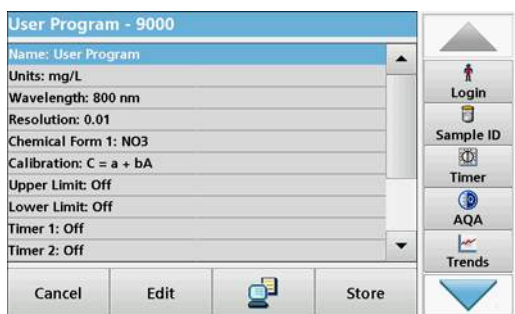 User Program - 9000
Name: User Program
Units: mg/L
Wavelength: 800 nm
Resolution: 0.01
Chemical Form 1: NO3
Calibration: C = a + bA
Upper Limit: Off
Lower Limit: Off
Timer 1: Off
Timer 2: Off
Cancel
Edit
Store
Login
Sample ID
Timer
AQA
Trends